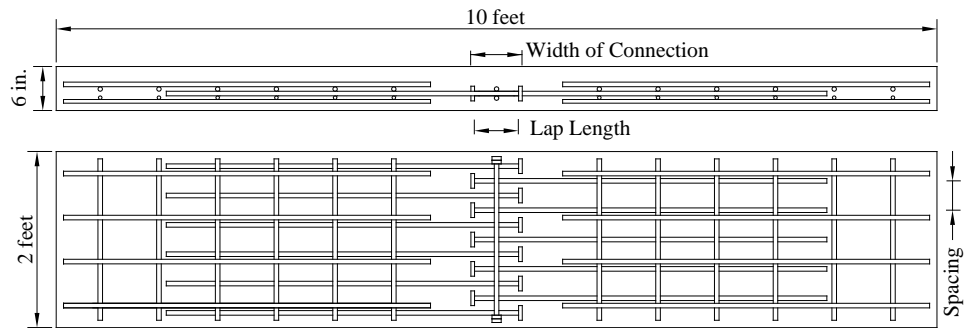 10 feet
Width of Connection
6 in.
Lap Length
2 feet
Spacing